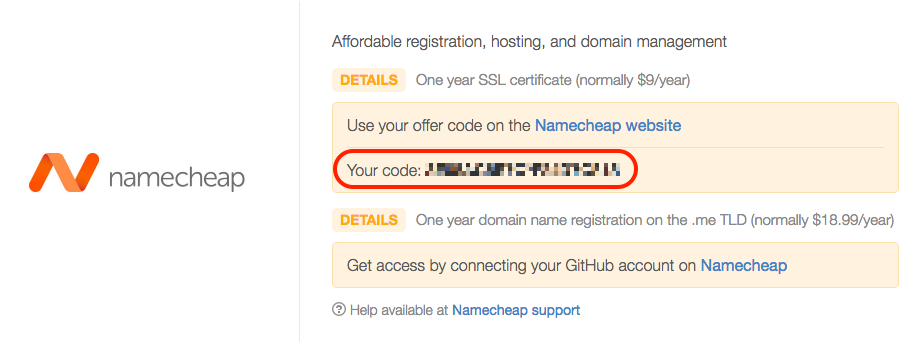 namecheap
Affordable registration, hosting, and domain management
DETAILS One year SSL certificate (normally $9/year)
Use your offer code on the Namecheap website
Your code:
DETAILS One year domain name registration on the .me TLD (normally $18.99/year)
Get access by connecting your GitHub account on Namecheap
Help available at Namecheap support